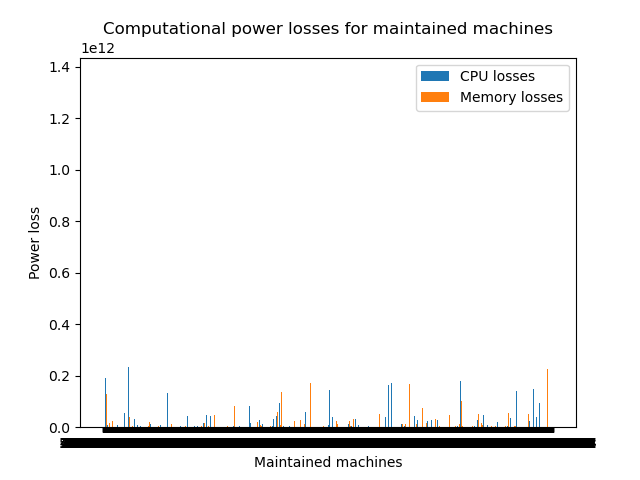 Computational power losses for maintained machines
1e12
CPU losses
Memory losses
1.4
1.2
1.0
0.8
0.6
0.4
0.2
0.0
Power loss
Maintained machines